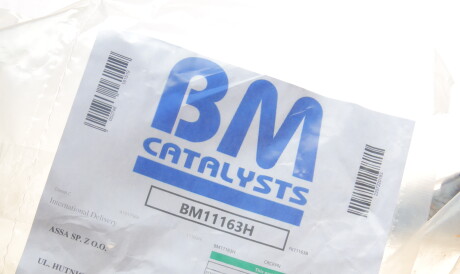 BM
CATALYSTS
BM11163H
International Delivery
ASSA SP. Z O.O.
UL. HUTNI